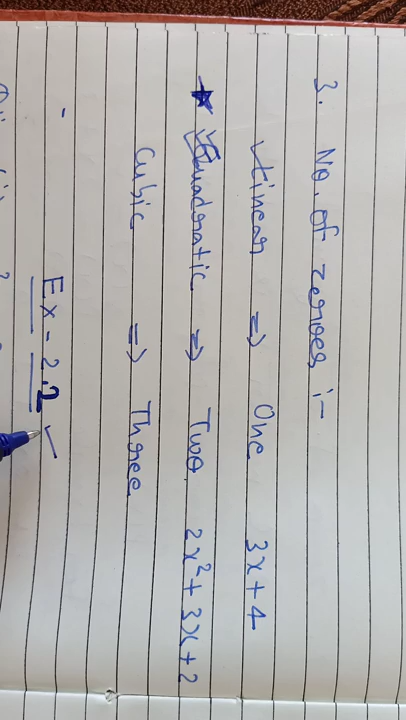 3. No. of zeroes :-
Linear ⇒ One 3x+4
★ Quadratic ⇒ Two 2x²+3x+2
Cubic ⇒ Three
Ex - 2.2 ✓